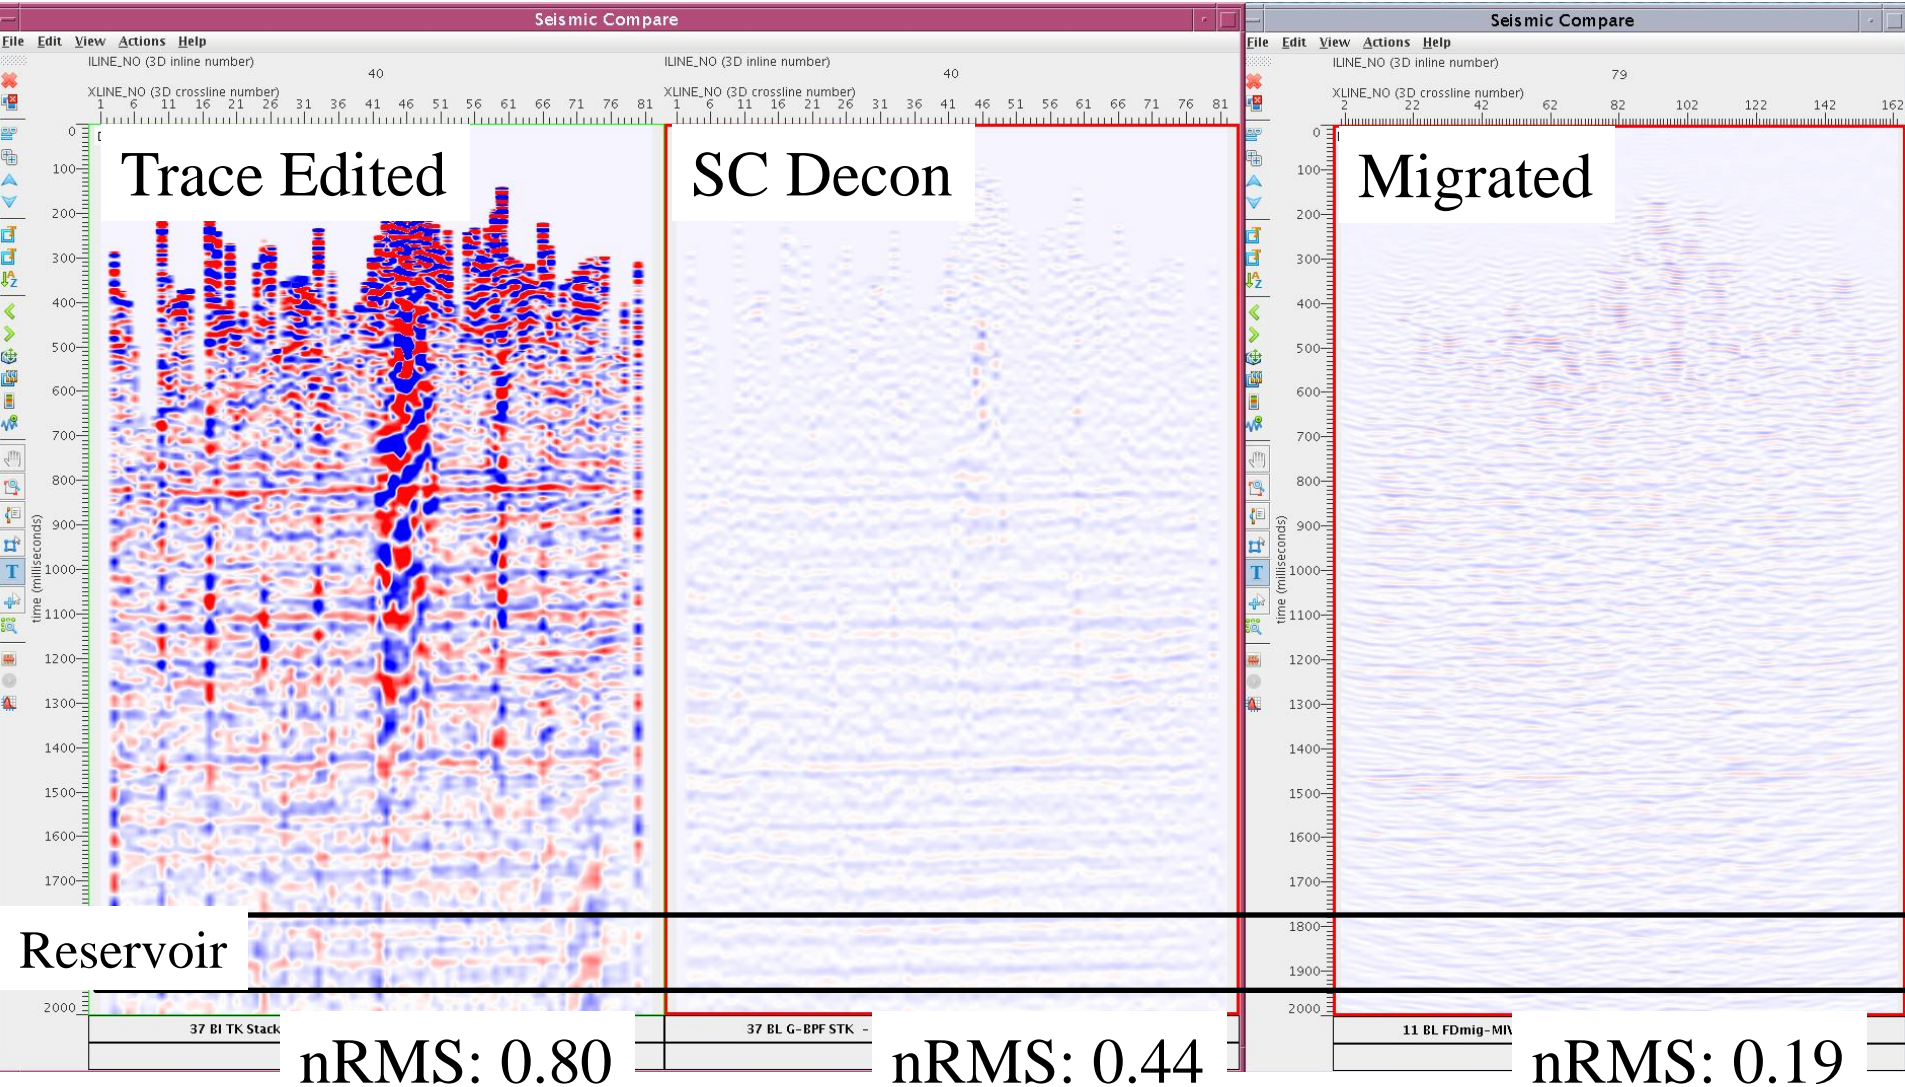 Seismic Compare
File Edit View Actions Help
ILINE_NO (3D inline number)
40
XLINE_NO (3D crossline number)
1 6 11 16 21 26 31 36 41 46 51 56 61 66 71 76 81
ILINE_NO (3D inline number)
40
XLINE_NO (3D crossline number)
1 6 11 16 21 26 31 36 41 46 51 56 61 66 71 76 81
Trace Edited
SC Decon
0
100
200
300
400
500
600
700
800
900
1000
1100
1200
1300
1400
1500
1600
1700
2000
time (milliseconds)
Reservoir
37 BI TK Stack
37 BL G-BPF STK -
nRMS: 0.80
nRMS: 0.44
Seismic Compare
File Edit View Actions Help
ILINE_NO (3D inline number)
79
XLINE_NO (3D crossline number)
2 22 42 62 82 102 122 142 162
Migrated
0
100
200
300
400
500
600
700
800
900
1000
1100
1200
1300
1400
1500
1600
1700
1800
1900
2000
time (milliseconds)
11 BL FDmig-MIV
nRMS: 0.19